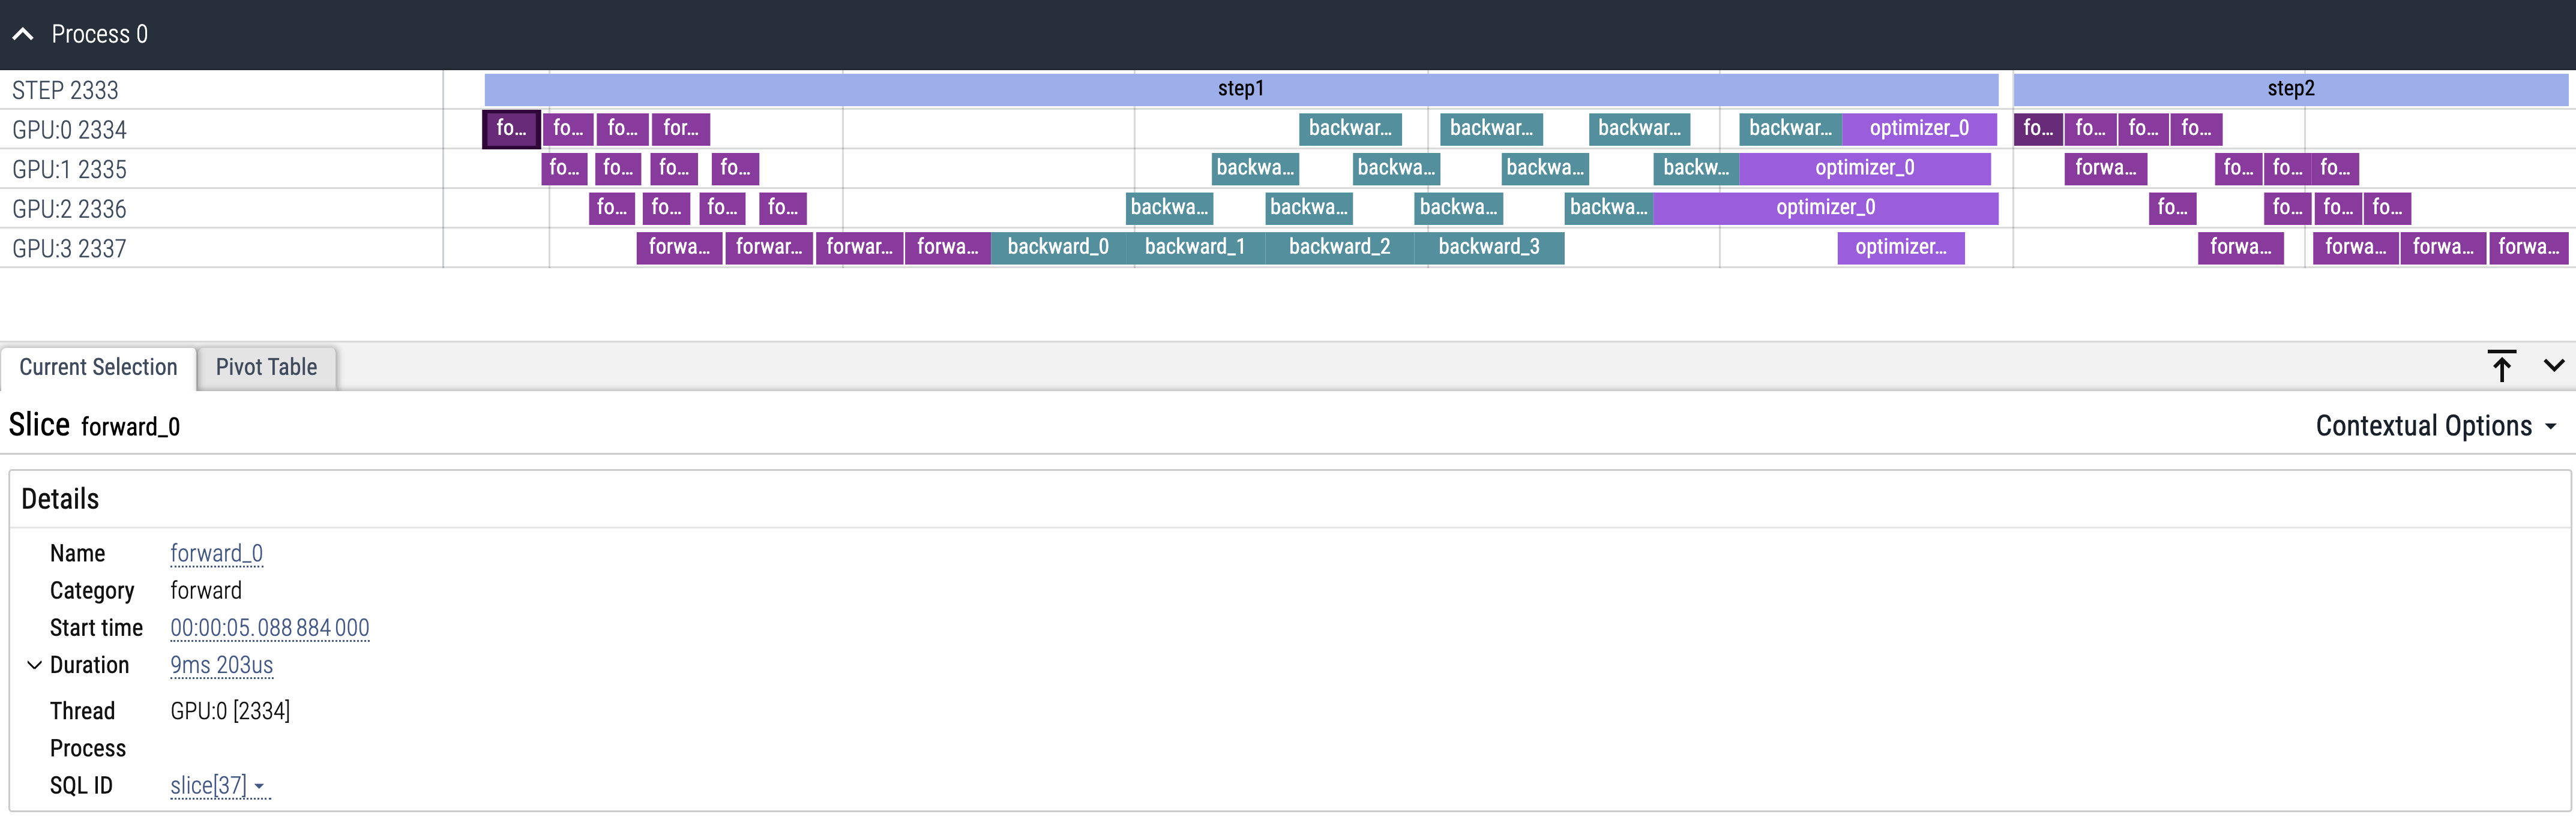 Process 0
STEP 2333 step1 step2
GPU:0 2334 fo... fo... fo... for... backwar... backwar... backwar... backwar... optimizer_0 fo... fo... fo... fo...
GPU:1 2335 fo... fo... fo... fo... backwa... backwa... backwa... backw... optimizer_0 forwa... fo... fo... fo...
GPU:2 2336 fo... fo... fo... fo... backwa... backwa... backwa... backwa... optimizer_0 fo... fo... fo... fo...
GPU:3 2337 forwa... forwar... forwar... forwa... backward_0 backward_1 backward_2 backward_3 optimizer... forwa... forwa... forwa... forwa...
Current Selection Pivot Table
Slice forward_0 Contextual Options
Details
Name forward_0
Category forward
Start time 00:00:05.088 884 000
Duration 9ms 203us
Thread GPU:0 [2334]
Process
SQL ID slice[37]